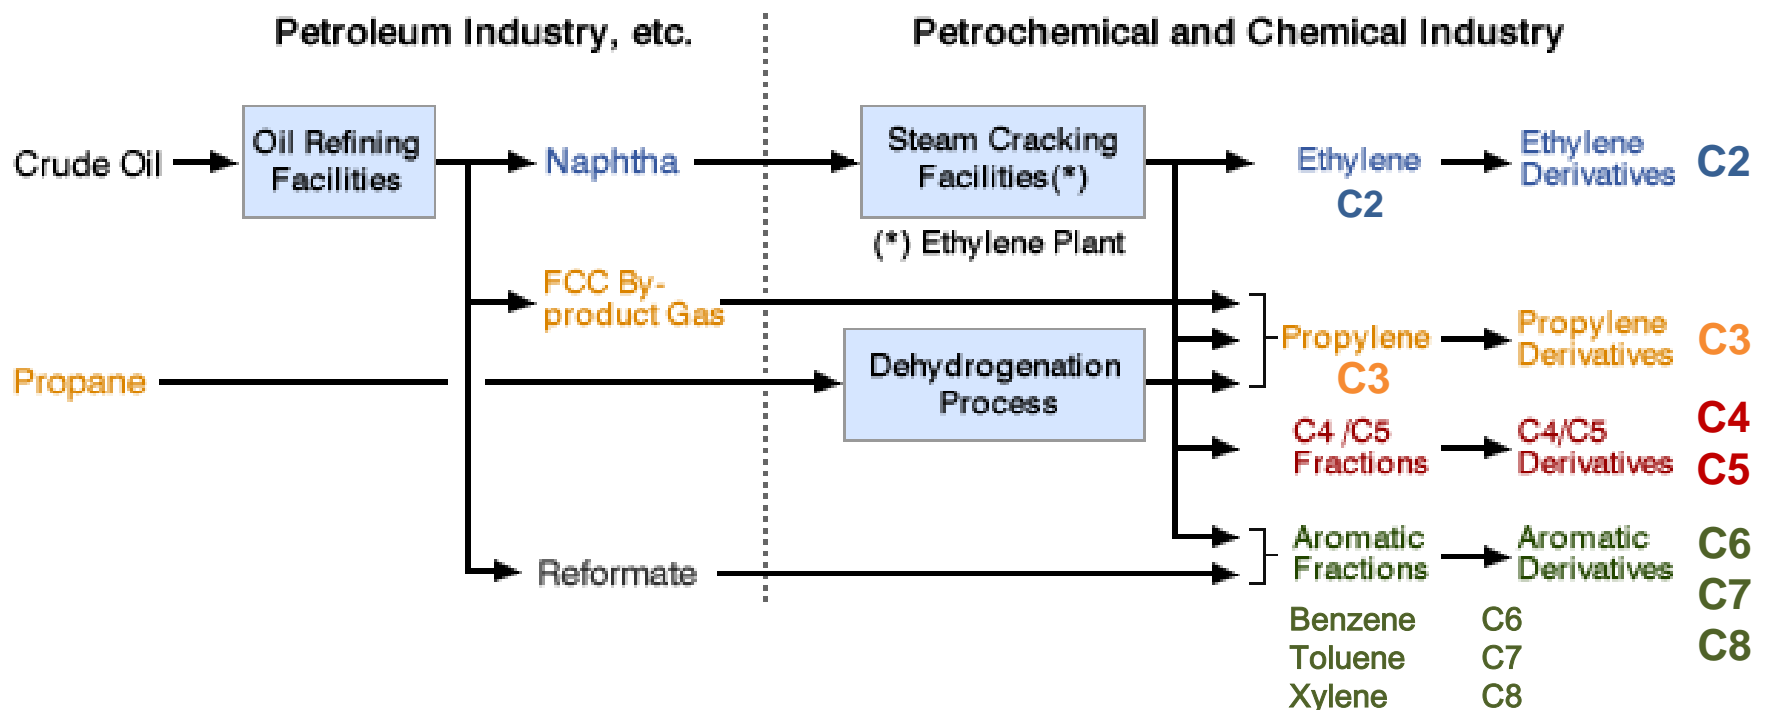 Petroleum Industry, etc.
Petrochemical and Chemical Industry
Crude Oil
Oil Refining
Facilities
Naphtha
Steam Cracking
Facilities(*)
(*) Ethylene Plant
Ethylene
C2
Ethylene
Derivatives
C2
FCC By-
product Gas
Propane
Dehydrogenation
Process
Propylene
C3
Propylene
Derivatives
C3
C4 /C5
Fractions
C4/C5
Derivatives
C4
C5
Reformate
Aromatic
Fractions
Aromatic
Derivatives
C6
C7
C8
Benzene C6
Toluene C7
Xylene C8